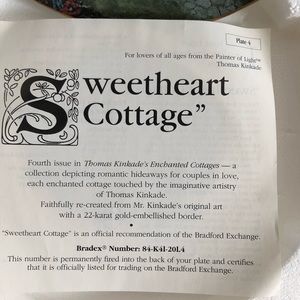 Plate 4
For lovers of all ages from the Painter of Light™
Thomas Kinkade
Sweetheart
Cottage”
Fourth issue in Thomas Kinkade's Enchanted Cottages — a
collection depicting romantic hideaways for couples in love,
each enchanted cottage touched by the imaginative artistry
of Thomas Kinkade.
Faithfully re-created from Mr. Kinkade's original art
with a 22-karat gold-embellished border.
•
“Sweetheart Cottage” is an official recommendation of the Bradford Exchange.
Bradex® Number: 84-K41-20L4
This number is permanently fired into the back of your plate and certifies
that it is officially listed for trading on the Bradford Exchange.